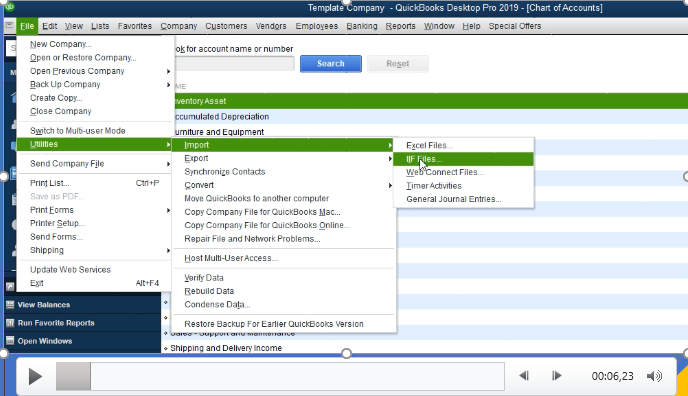 Template Company - QuickBooks Desktop Pro 2019 - [Chart of Accounts]
File Edit View Lists Favorites Company Customers Vendors Employees Banking Reports Window Help Special Offers
New Company...
Open or Restore Company...
Open Previous Company
Back Up Company
Create Copy...
Close Company
Switch to Multi-user Mode
Utilities
Send Company File
Print List... Ctrl+P
Save as PDF...
Print Forms
Printer Setup...
Send Forms...
Shipping
Update Web Services
Exit Alt+F4
for account name or number
Search Reset
Inventory Asset
Accumulated Depreciation
Furniture and Equipment
Import
Export
Synchronize Contacts
Convert
Move QuickBooks to another computer
Copy Company File for QuickBooks Mac...
Copy Company File for QuickBooks Online...
Repair File and Network Problems...
Host Multi-User Access...
Verify Data
Rebuild Data
Condense Data...
Restore Backup For Earlier QuickBooks Version
Excel Files...
IIF Files...
Web Connect Files...
Timer Activities
General Journal Entries...
View Balances
Run Favorite Reports
Open Windows
Sales - Support and Maintenance
Shipping and Delivery Income
00:06,23